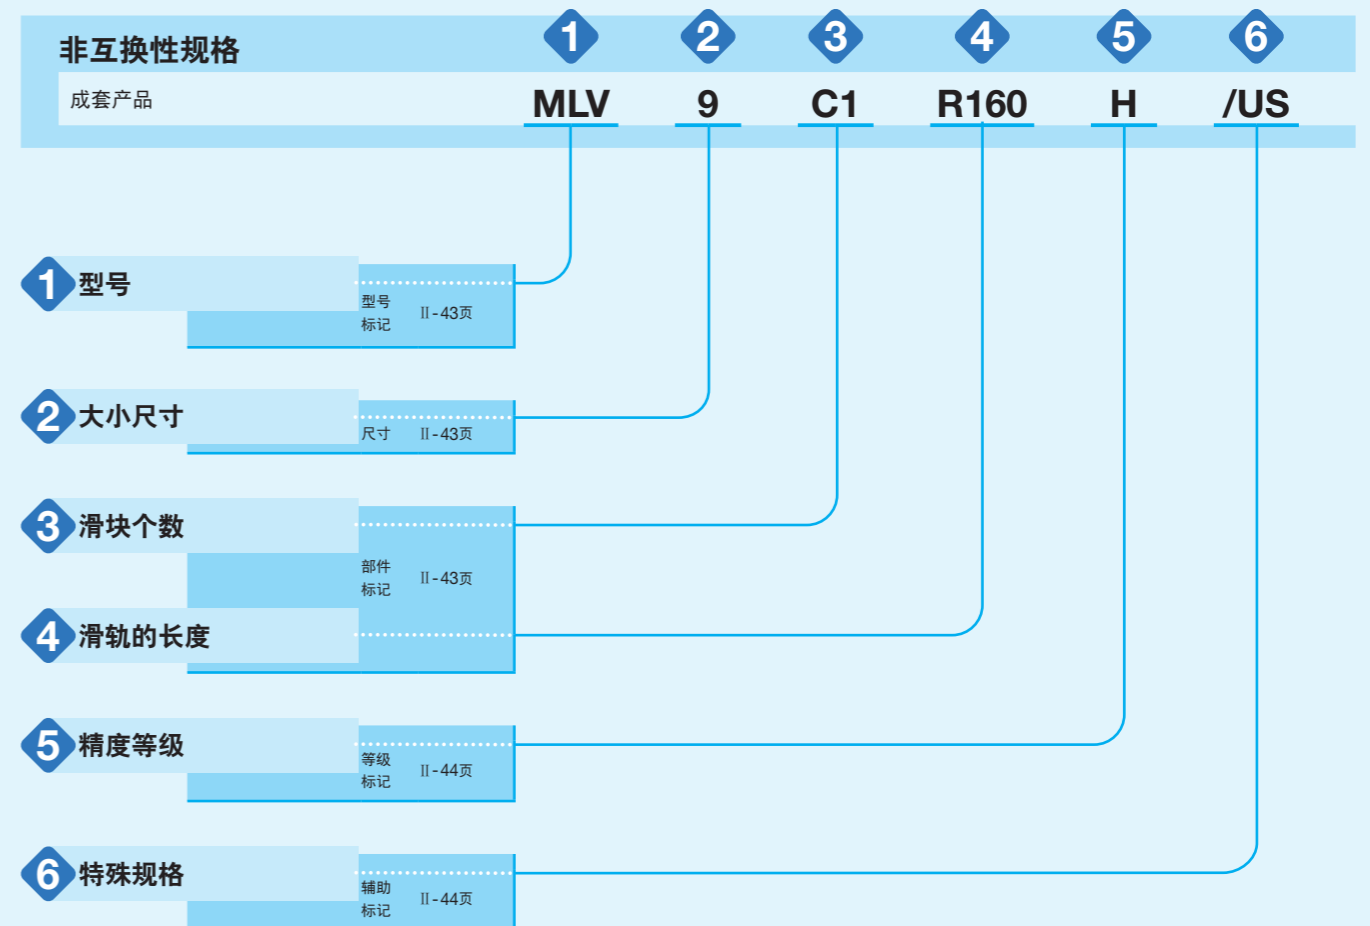 1 2 3 4 5 6
非互换性规格
成套产品 MLV 9 C1 R160 H /US
1 型号
型号
标记 Ⅱ-43页
2 大小尺寸
尺寸 Ⅱ-43页
3 滑块个数
部件
标记 Ⅱ-43页
4 滑轨的长度
5 精度等级
等级
标记 Ⅱ-44页
6 特殊规格
辅助
标记 Ⅱ-44页